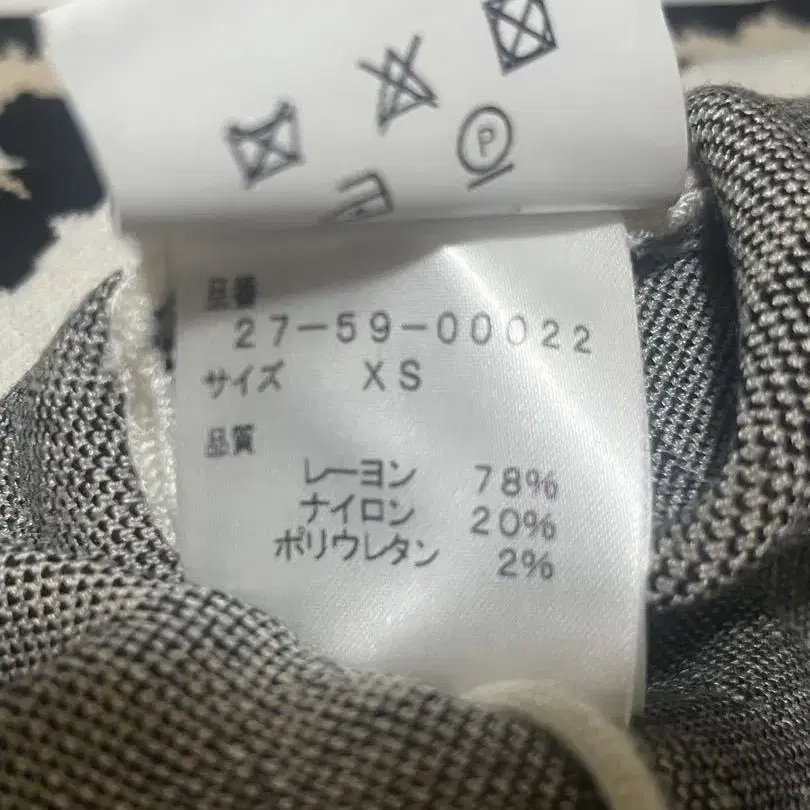 P
品番
27-59-00022
サイズ XS
品質
レーヨン 78%
ナイロン 20%
ポリウレタン 2%